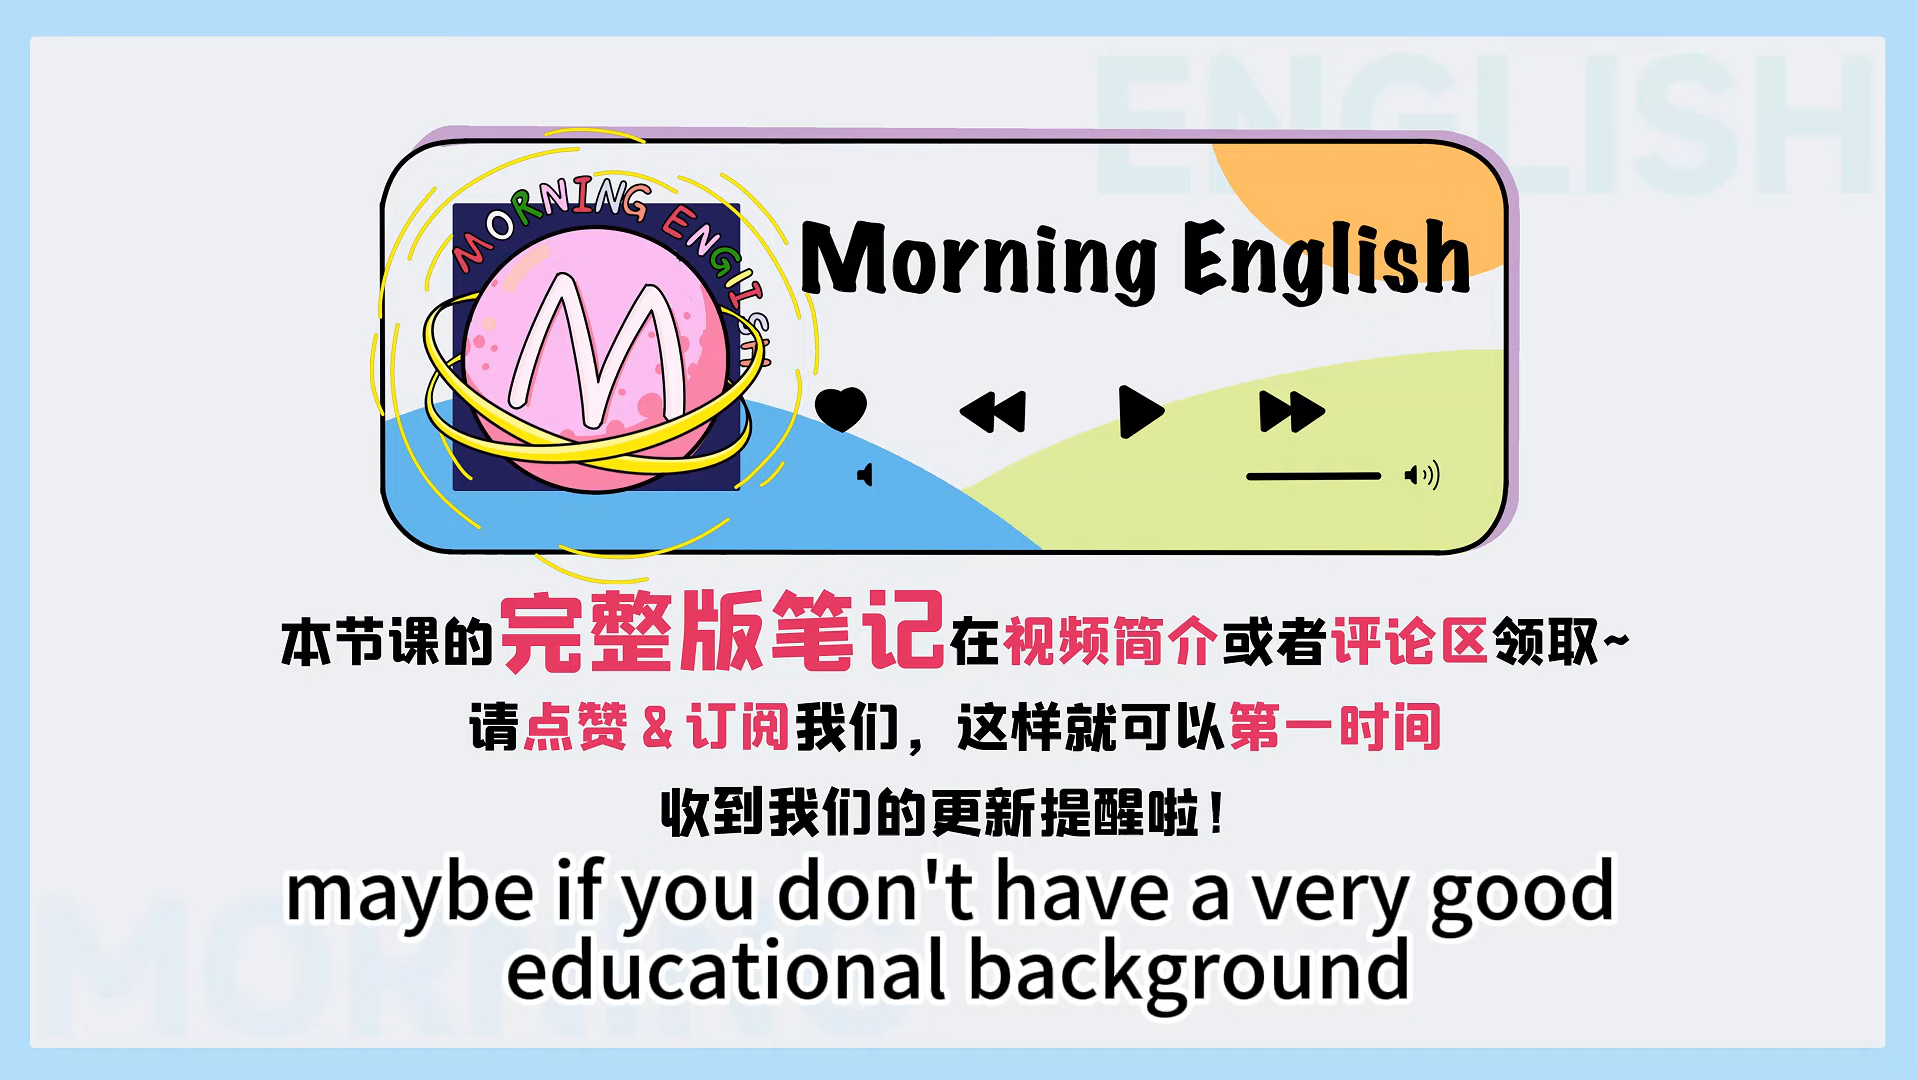 ENGLISH
MORNING ENGLISH
M
Morning English
本节课的完整版笔记在视频简介或者评论区领取~
请点赞&订阅我们，这样就可以第一时间
收到我们的更新提醒啦！
maybe if you don't have a very good
educational background
MORNING